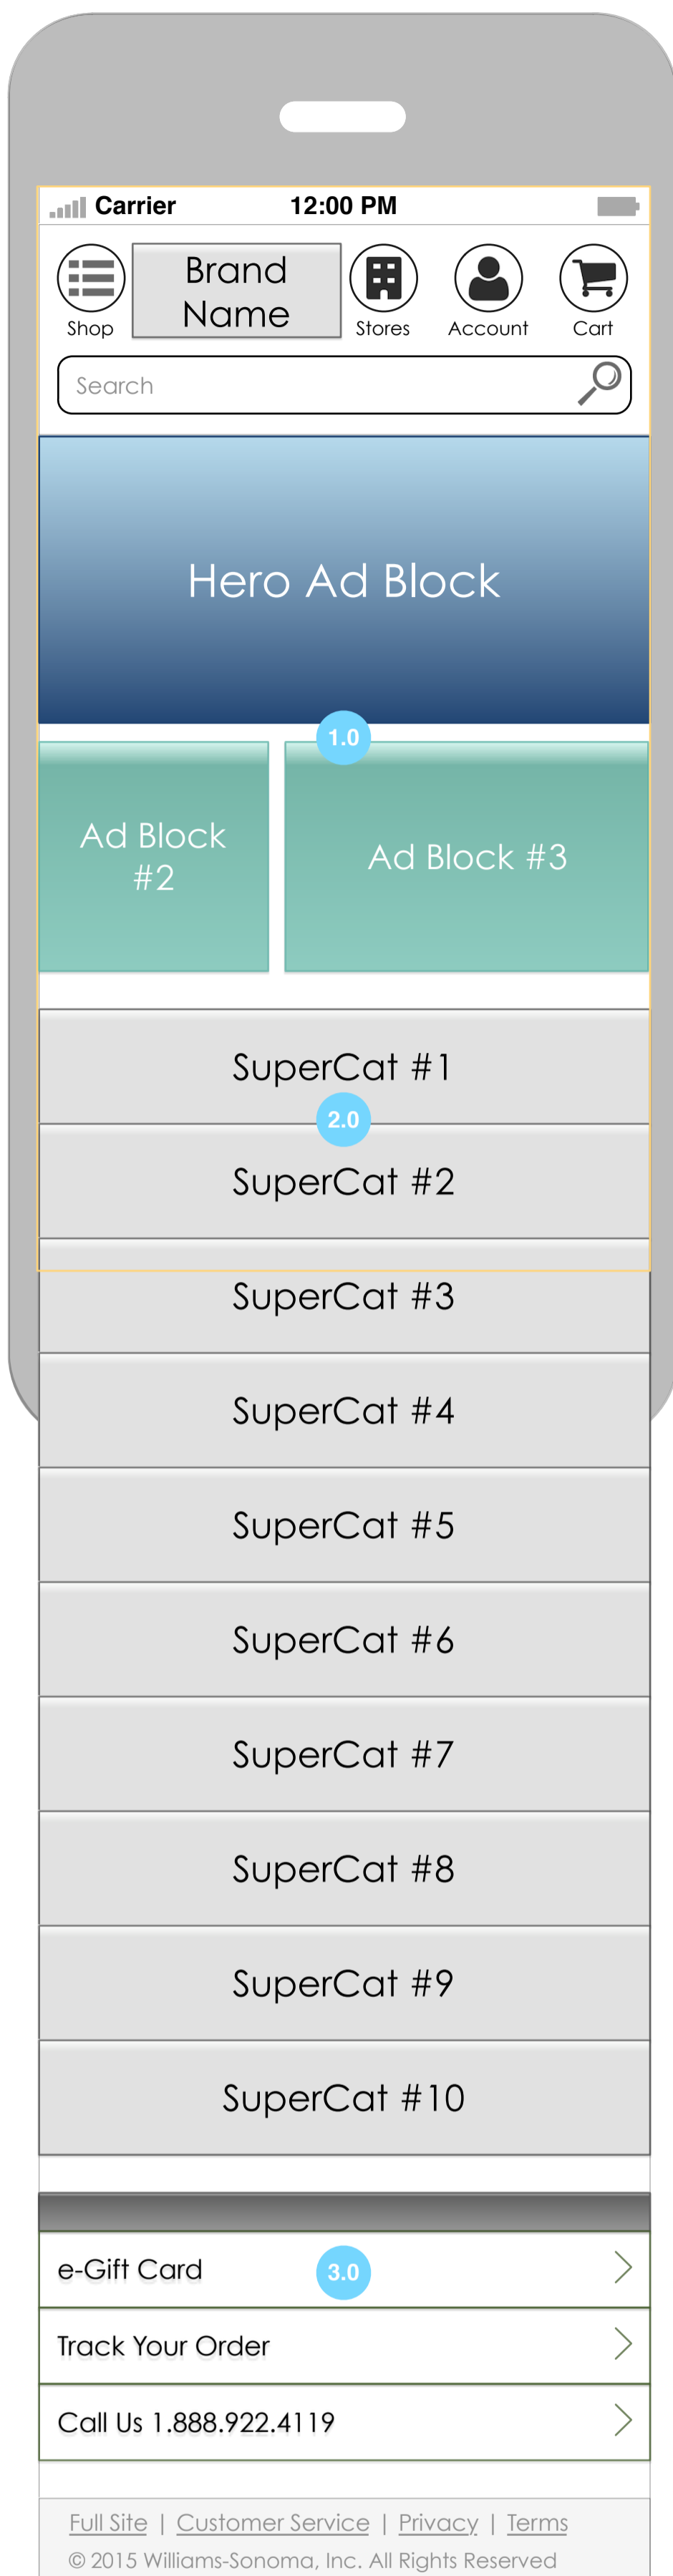 Carrier 12:00 PM
Brand
Name
Shop Stores Account Cart
Search
Hero Ad Block
1.0
Ad Block
#2
Ad Block #3
SuperCat #1
2.0
SuperCat #2
SuperCat #3
SuperCat #4
SuperCat #5
SuperCat #6
SuperCat #7
SuperCat #8
SuperCat #9
SuperCat #10
e-Gift Card 3.0
Track Your Order
Call Us 1.888.922.4119
Full Site | Customer Service | Privacy | Terms
© 2015 Williams-Sonoma, Inc. All Rights Reserved